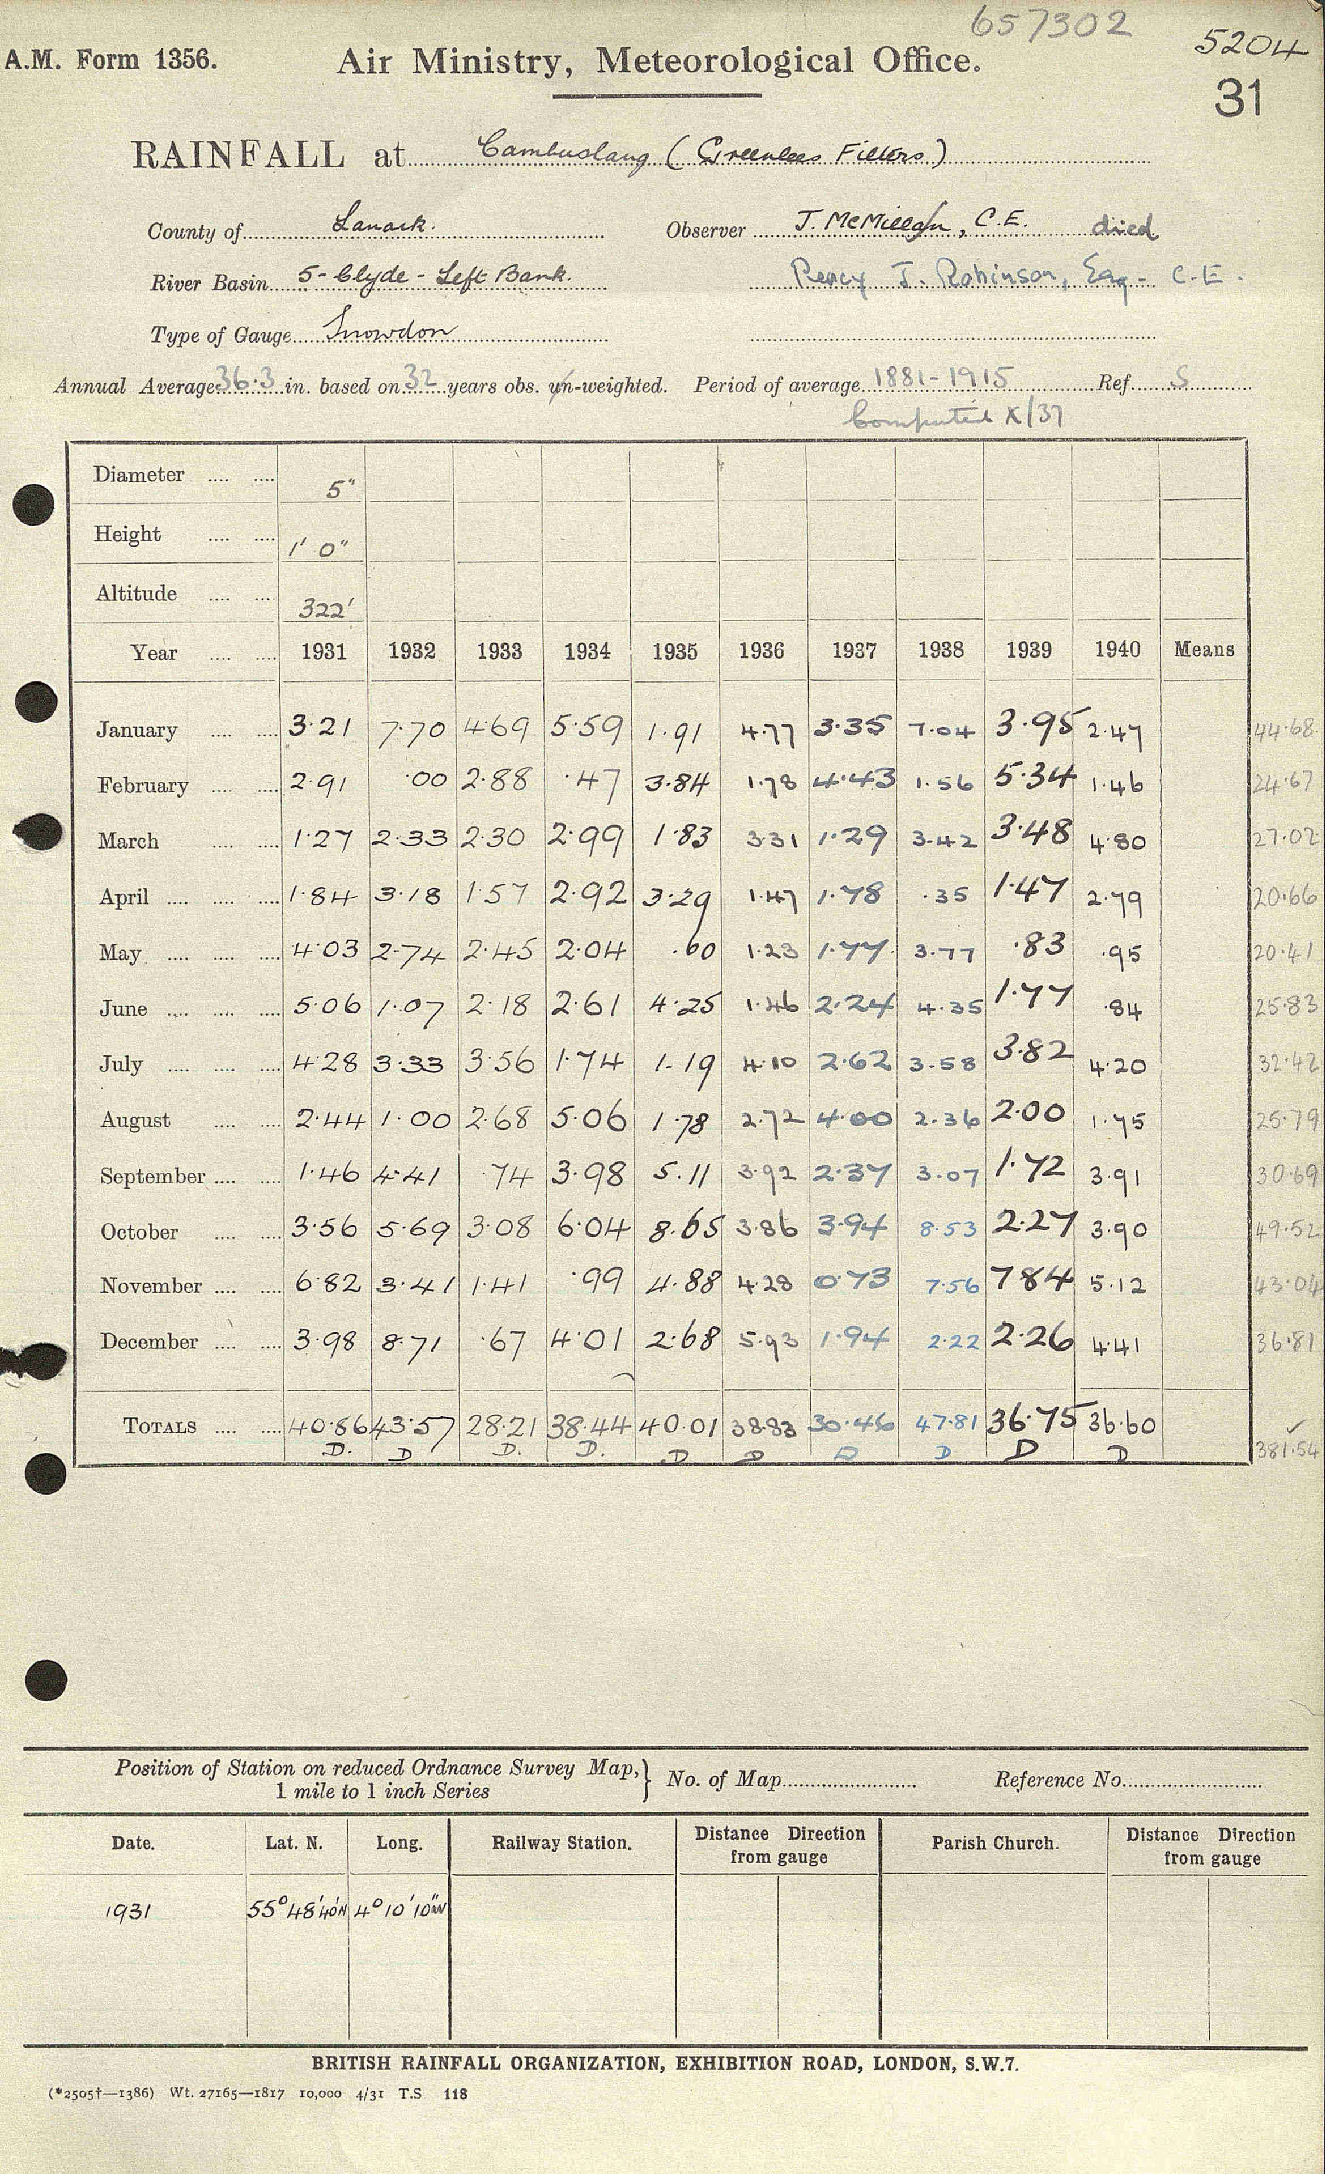 657302
5204
A.M. Form 1356. Air Ministry, Meteorological Office.
31
RAINFALL at Cambuslang (Greenlees Filters)
County of Lanark. Observer J. McMillan, C.E. died
River Basin 5 - Clyde - Left Bank. Percy J. Robinson, Esq - C.E.
Type of Gauge Snowdon
Annual Average 36.3 in. based on 32 years obs. un-weighted. Period of average 1881-1915 Ref. S
Computed X/37
Diameter .... .... 5"
Height .... .... 1' 0"
Altitude .... .... 322'
Year .... .... 1931 1932 1933 1934 1935 1936 1937 1938 1939 1940 Means
January .... .... 3.21 7.70 4.69 5.59 1.91 4.77 3.35 7.04 3.95 2.47 44.68
February .... .... 2.91 .00 2.88 .47 3.84 1.78 4.43 1.56 5.34 1.46 24.67
March .... .... 1.27 2.33 2.30 2.99 1.83 3.31 1.29 3.42 3.48 4.80 27.02
April .... .... .... 1.84 3.18 1.57 2.92 3.29 1.47 1.78 .35 1.47 2.79 20.66
May .... .... .... 4.03 2.74 2.45 2.04 .60 1.23 1.77 3.77 .83 .95 20.41
June .... .... .... 5.06 1.07 2.18 2.61 4.25 1.46 2.24 4.35 1.77 .84 25.83
July .... .... .... 4.28 3.33 3.56 1.74 1.19 4.10 2.62 3.58 3.82 4.20 32.42
August .... .... 2.44 1.00 2.68 5.06 1.78 2.72 4.00 2.36 2.00 1.75 25.79
September .... .... 1.46 4.41 .74 3.98 5.11 3.92 2.37 3.07 1.72 3.91 30.69
October .... .... 3.56 5.69 3.08 6.04 8.65 3.86 3.94 8.53 2.27 3.90 49.52
November .... .... 6.82 3.41 1.41 .99 4.88 4.28 0.73 7.56 7.84 5.12 43.04
December .... .... 3.98 8.71 .67 4.01 2.68 5.93 1.94 2.22 2.26 4.41 36.81
TOTALS .... .... 40.86 43.57 28.21 38.44 40.01 38.83 30.46 47.81 36.75 36.60
D. D D. D. D D D D D D 381.54
Position of Station on reduced Ordnance Survey Map,} No. of Map Reference No.
1 mile to 1 inch Series
Date. Lat. N. Long. Railway Station. Distance Direction from gauge Parish Church. Distance Direction from gauge
1931 55° 48' 40"N 4° 10' 10"W
BRITISH RAINFALL ORGANIZATION, EXHIBITION ROAD, LONDON, S.W.7.
(*2505†—1386) Wt. 27165—1817 10,000 4/31 T.S 118